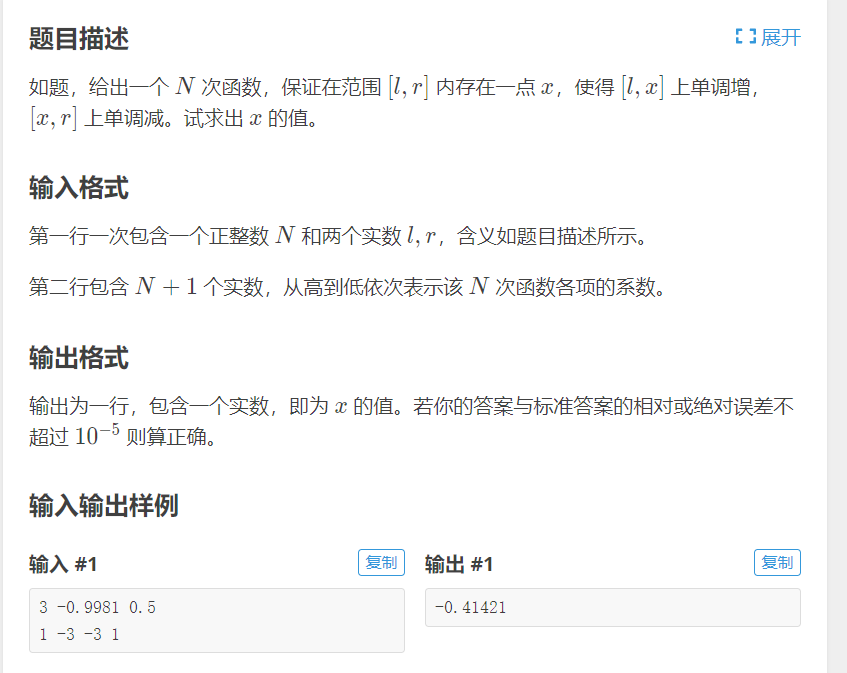 题目描述
展开
如题，给出一个 N 次函数，保证在范围 [l, r] 内存在一点 x，使得 [l, x] 上单调增，
[x, r] 上单调减。试求出 x 的值。
输入格式
第一行一次包含一个正整数 N 和两个实数 l, r，含义如题目描述所示。
第二行包含 N + 1 个实数，从高到低依次表示该 N 次函数各项的系数。
输出格式
输出为一行，包含一个实数，即为 x 的值。若你的答案与标准答案的相对或绝对误差不
超过 10⁻⁵ 则算正确。
输入输出样例
输入 #1
复制
3 -0.9981 0.5
1 -3 -3 1
输出 #1
复制
-0.41421